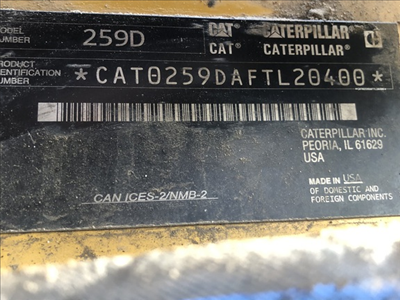 MODEL NUMBER 259D CAT CATERPILLAR
CAT® CATERPILLAR®
PRODUCT IDENTIFICATION NUMBER *CAT0259DAFTL20400*
CATERPILLAR INC.
PEORIA, IL 61629
USA
MADE IN USA
OF DOMESTIC AND
FOREIGN COMPONENTS
CAN ICES-2/NMB-2